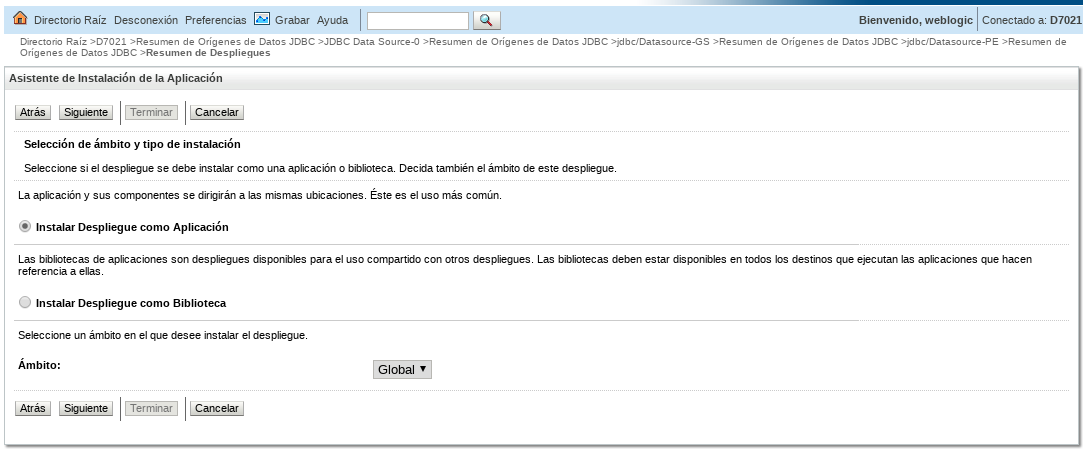 Directorio Raíz Desconexión Preferencias Grabar Ayuda Bienvenido, weblogic Conectado a: D7021
Directorio Raíz >D7021 >Resumen de Orígenes de Datos JDBC >JDBC Data Source-0 >Resumen de Orígenes de Datos JDBC >jdbc/Datasource-GS >Resumen de Orígenes de Datos JDBC >jdbc/Datasource-PE >Resumen de
Orígenes de Datos JDBC >Resumen de Despliegues
Asistente de Instalación de la Aplicación
Atrás Siguiente Terminar Cancelar
Selección de ámbito y tipo de instalación
Seleccione si el despliegue se debe instalar como una aplicación o biblioteca. Decida también el ámbito de este despliegue.
La aplicación y sus componentes se dirigirán a las mismas ubicaciones. Éste es el uso más común.
Instalar Despliegue como Aplicación
Las bibliotecas de aplicaciones son despliegues disponibles para el uso compartido con otros despliegues. Las bibliotecas deben estar disponibles en todos los destinos que ejecutan las aplicaciones que hacen
referencia a ellas.
Instalar Despliegue como Biblioteca
Seleccione un ámbito en el que desee instalar el despliegue.
Ámbito: Global
Atrás Siguiente Terminar Cancelar